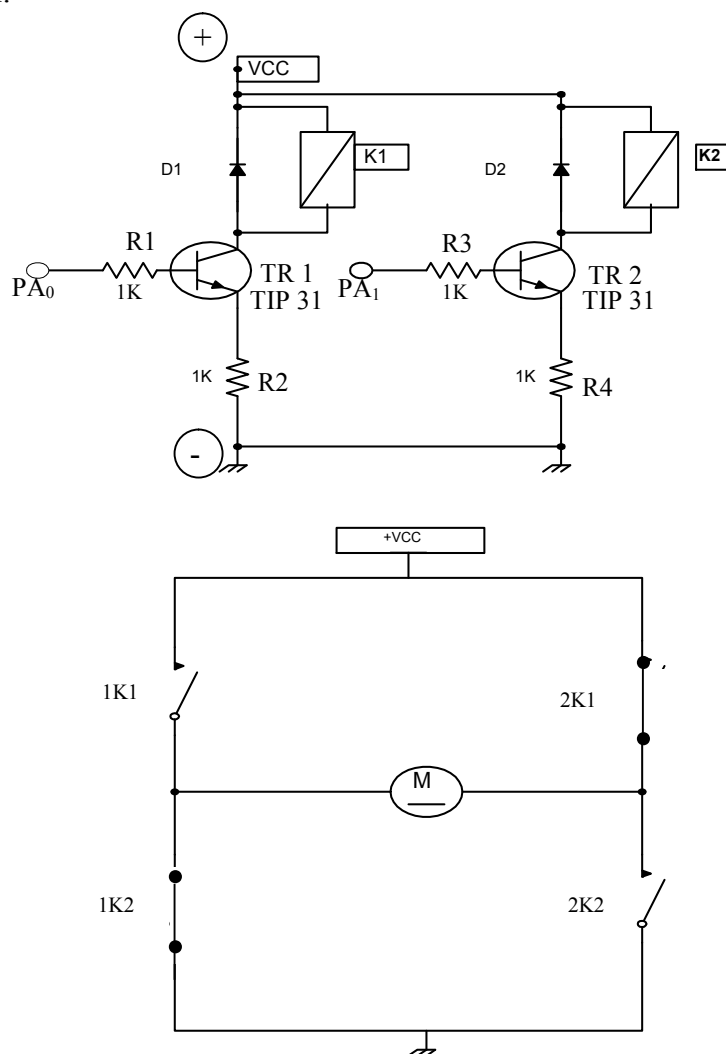 +
VCC
K1
K2
D1
D2
R1
R3
PA0
1K
TR 1
TIP 31
PA1
1K
TR 2
TIP 31
1K
R2
1K
R4
-
+VCC
1K1
2K1
M
1K2
2K2